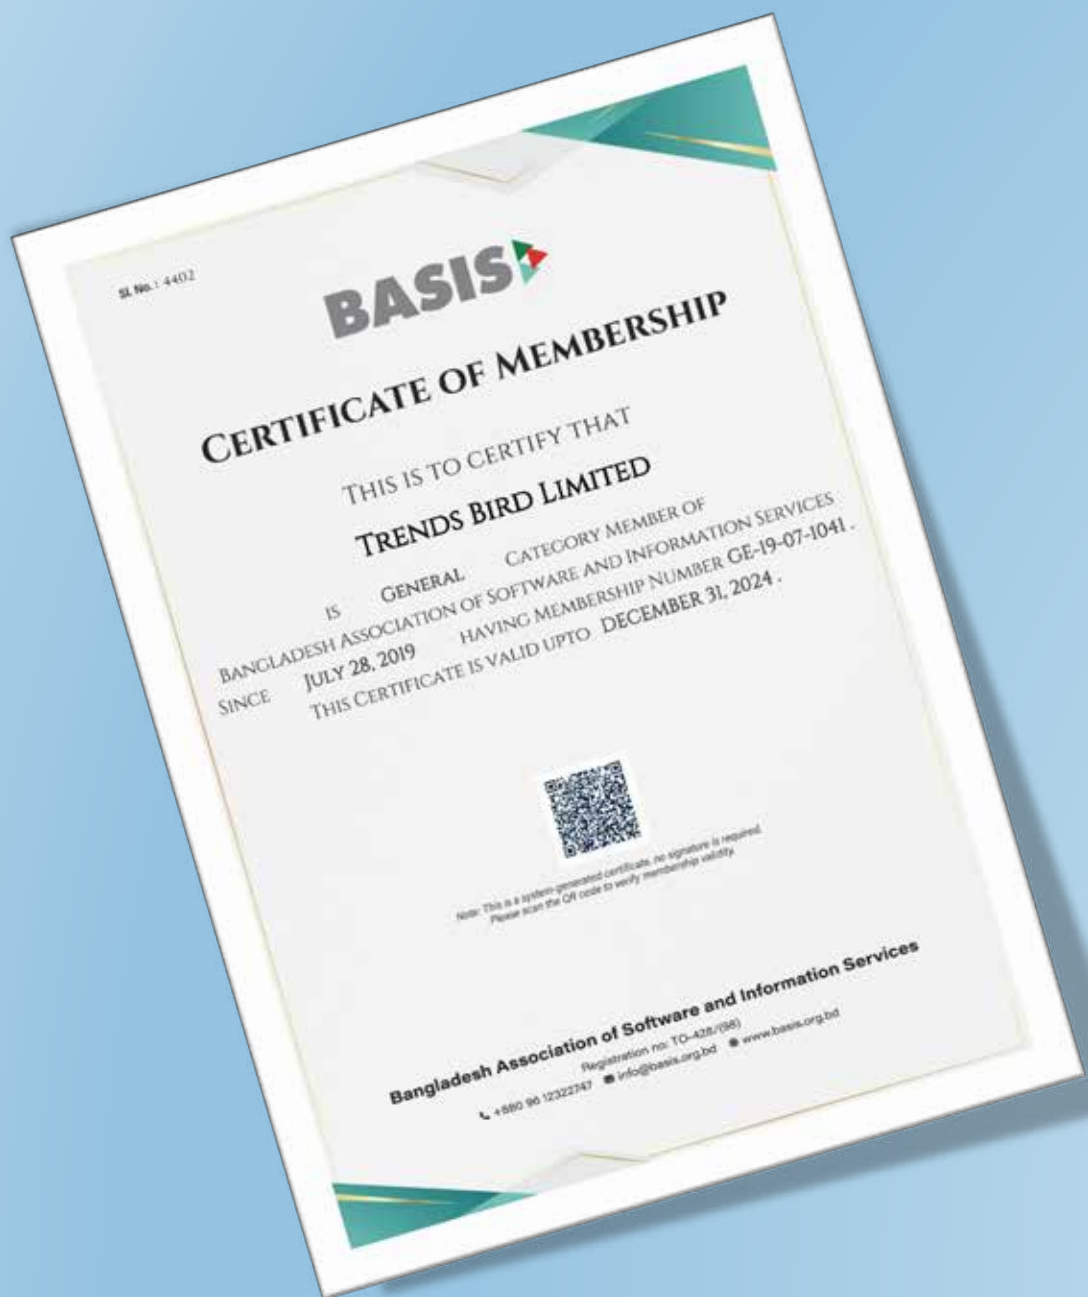 SL No. : 4402
BASIS
CERTIFICATE OF MEMBERSHIP
THIS IS TO CERTIFY THAT
TRENDS BIRD LIMITED
IS GENERAL CATEGORY MEMBER OF
BANGLADESH ASSOCIATION OF SOFTWARE AND INFORMATION SERVICES
SINCE JULY 28, 2019 HAVING MEMBERSHIP NUMBER GE-19-07-1041 .
THIS CERTIFICATE IS VALID UPTO DECEMBER 31, 2024 .
Note: This is a system-generated certificate, no signature is required.
Please scan the QR code to verify membership validity.
Bangladesh Association of Software and Information Services
Registration no: TO-428/(98)
+880 96 12322747 info@basis.org.bd www.basis.org.bd